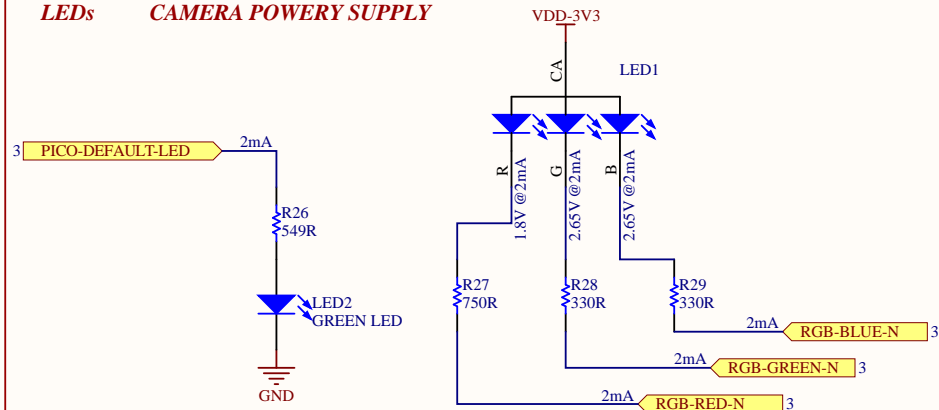 LEDs CAMERA POWERY SUPPLY
VDD-3V3
CA
LED1
3 PICO-DEFAULT-LED 2mA
R G B
1.8V @2mA
2.65V @2mA
2.65V @2mA
R26
549R
R27
750R
R28
330R
R29
330R
LED2
GREEN LED
2mA RGB-BLUE-N 3
2mA RGB-GREEN-N 3
GND
2mA RGB-RED-N 3